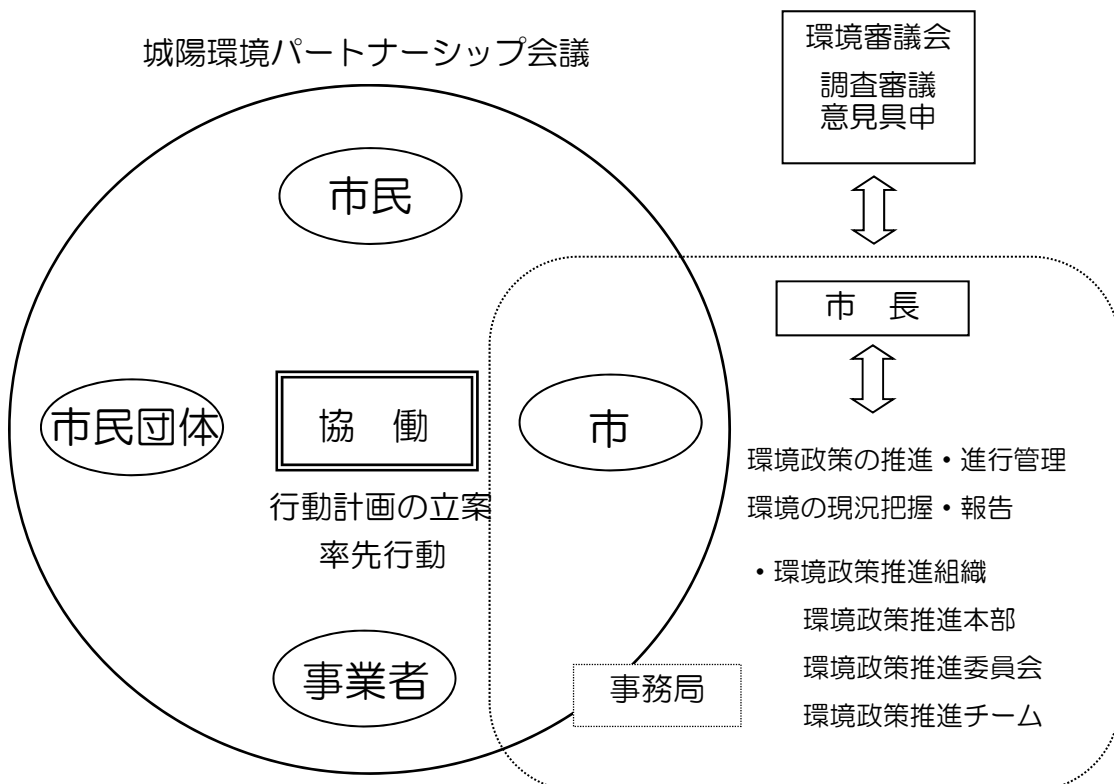 城陽環境パートナーシップ会議
環境審議会
調査審議
意見具申
市民
市　長
市民団体
協　働
市
行動計画の立案
率先行動
環境政策の推進・進行管理
環境の現況把握・報告
・環境政策推進組織
環境政策推進本部
環境政策推進委員会
環境政策推進チーム
事業者
事務局